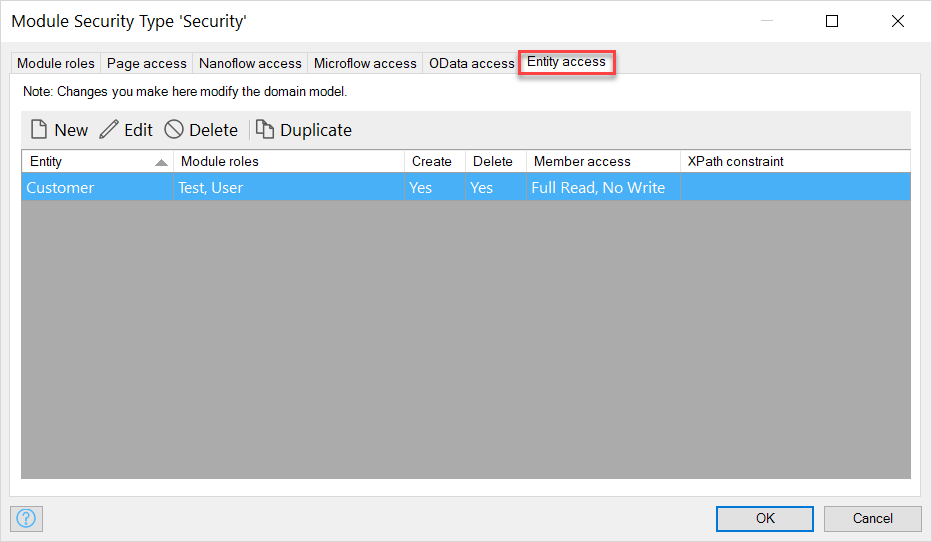 Module Security Type 'Security'
Module roles Page access Nanoflow access Microflow access OData access Entity access
Note: Changes you make here modify the domain model.
New Edit Delete Duplicate
Entity Module roles Create Delete Member access XPath constraint
Customer Test, User Yes Yes Full Read, No Write
? OK Cancel